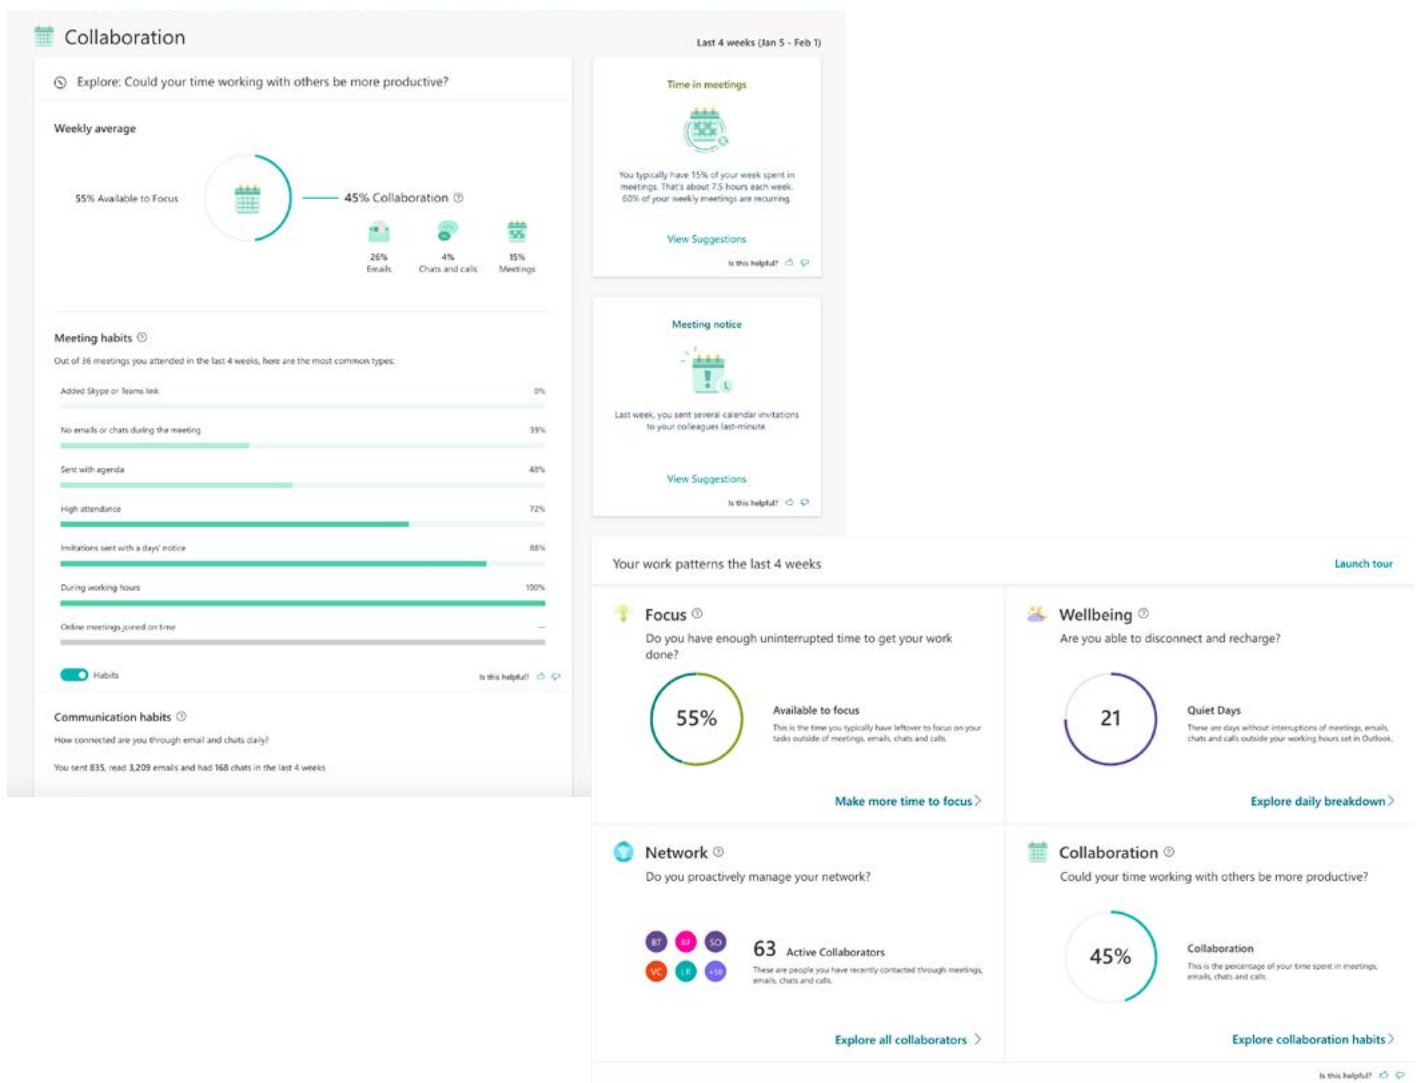 Collaboration
Last 4 weeks (Jan 5 - Feb 1)
Explore: Could your time working with others be more productive?
Weekly average
55% Available to Focus
45% Collaboration
26%
Emails
4%
Chats and calls
15%
Meetings
Meeting habits
Out of 36 meetings you attended in the last 4 weeks, here are the most common types:
Added Skype or Teams link
0%
No emails or chats during the meeting
39%
Sent with agenda
48%
High attendance
72%
Invitations sent with a days' notice
88%
During working hours
100%
Online meetings joined on time
—
Habits
Is this helpful?
Communication habits
How connected are you through email and chats daily?
You sent 835, read 3,209 emails and had 168 chats in the last 4 weeks
Time in meetings
You typically have 15% of your week spent in
meetings. That's about 7.5 hours each week.
60% of your weekly meetings are recurring.
View Suggestions
Is this helpful?
Meeting notice
Last week, you sent several calendar invitations
to your colleagues last-minute
View Suggestions
Is this helpful?
Your work patterns the last 4 weeks
Launch tour
Focus
Do you have enough uninterrupted time to get your work
done?
55%
Available to focus
This is the time you typically have leftover to focus on your
tasks outside of meetings, emails, chats and calls.
Make more time to focus
Wellbeing
Are you able to disconnect and recharge?
21
Quiet Days
These are days without interruptions of meetings, emails,
chats and calls outside your working hours set in Outlook.
Explore daily breakdown
Network
Do you proactively manage your network?
BT
SO
VC
LR
+58
63 Active Collaborators
These are people you have recently contacted through meetings,
emails, chats and calls.
Explore all collaborators
Collaboration
Could your time working with others be more productive?
45%
Collaboration
This is the percentage of your time spent in meetings,
emails, chats and calls.
Explore collaboration habits
Is this helpful?